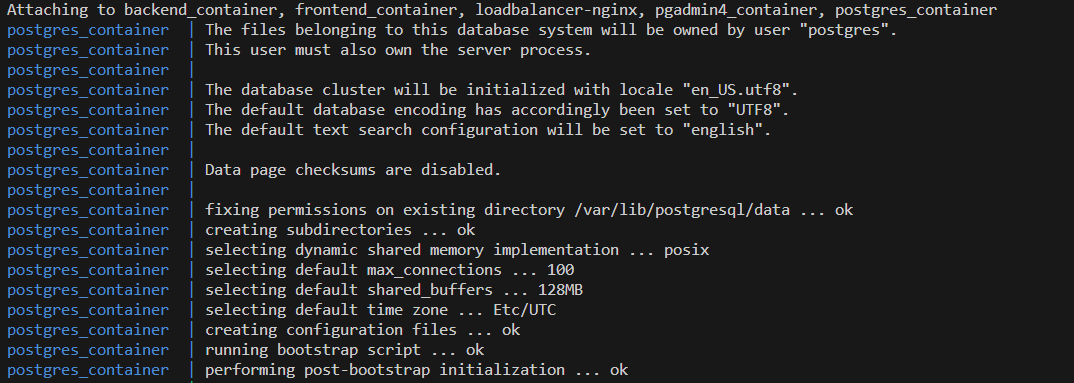 Attaching to backend_container, frontend_container, loadbalancer-nginx, pgadmin4_container, postgres_container
postgres_container  | The files belonging to this database system will be owned by user "postgres".
postgres_container  | This user must also own the server process.
postgres_container  |
postgres_container  | The database cluster will be initialized with locale "en_US.utf8".
postgres_container  | The default database encoding has accordingly been set to "UTF8".
postgres_container  | The default text search configuration will be set to "english".
postgres_container  |
postgres_container  | Data page checksums are disabled.
postgres_container  |
postgres_container  | fixing permissions on existing directory /var/lib/postgresql/data ... ok
postgres_container  | creating subdirectories ... ok
postgres_container  | selecting dynamic shared memory implementation ... posix
postgres_container  | selecting default max_connections ... 100
postgres_container  | selecting default shared_buffers ... 128MB
postgres_container  | selecting default time zone ... Etc/UTC
postgres_container  | creating configuration files ... ok
postgres_container  | running bootstrap script ... ok
postgres_container  | performing post-bootstrap initialization ... ok